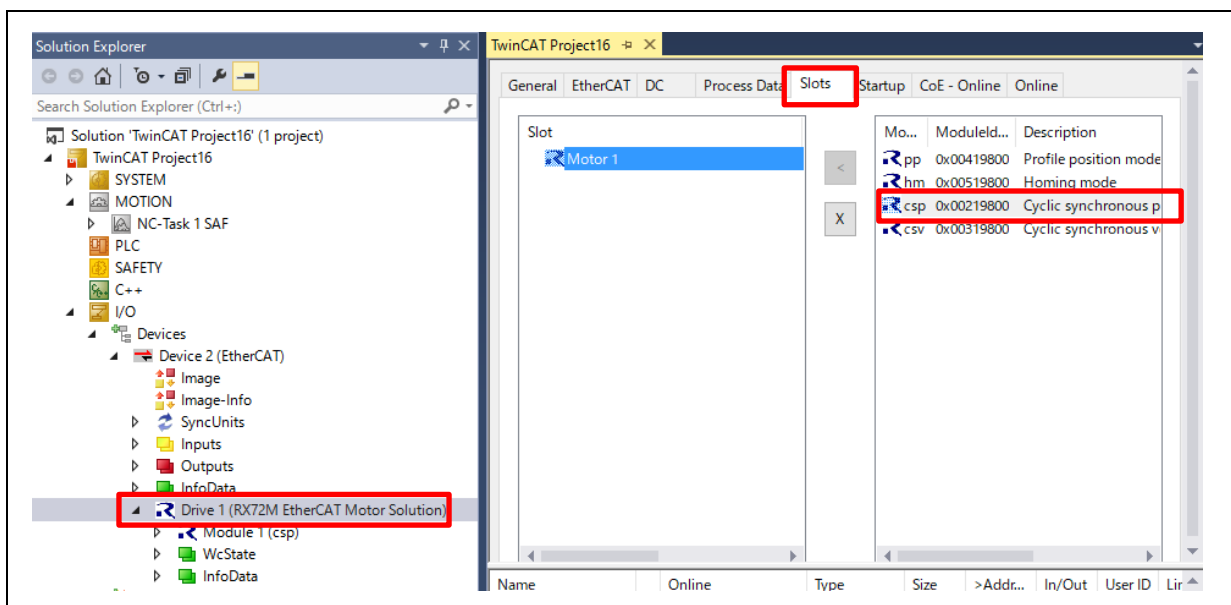 Solution Explorer
Search Solution Explorer (Ctrl+:)
Solution 'TwinCAT Project16' (1 project)
TwinCAT Project16
SYSTEM
MOTION
NC-Task 1 SAF
PLC
SAFETY
C++
I/O
Devices
Device 2 (EtherCAT)
Image
Image-Info
SyncUnits
Inputs
Outputs
InfoData
Drive 1 (RX72M EtherCAT Motor Solution)
Module 1 (csp)
WcState
InfoData
TwinCAT Project16
General EtherCAT DC Process Data Slots Startup CoE - Online Online
Slot
Motor 1
<
X
Mo... ModuleId... Description
pp 0x00419800 Profile position mode
hm 0x00519800 Homing mode
csp 0x00219800 Cyclic synchronous p
csv 0x00319800 Cyclic synchronous v
Name Online Type Size >Addr... In/Out User ID Lir